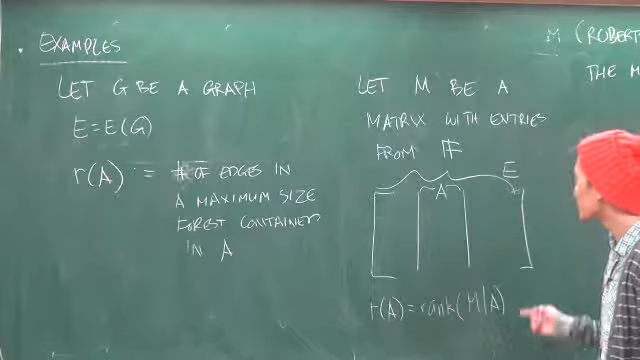 • EXAMPLES
LET G BE A GRAPH
E = E(G)
r(A) := # OF EDGES IN
A MAXIMUM SIZE
FOREST CONTAINED
IN A
LET M BE A
MATRIX WITH ENTRIES
FROM 𝔽
E
A
r(A) = rank(M|A)
M (ROBERT
THE M